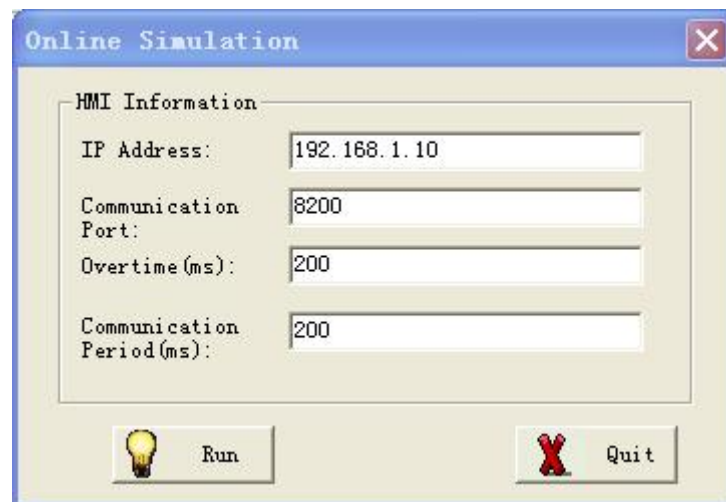 Online Simulation
HMI Information
IP Address:
192.168.1.10
Communication
Port:
8200
Overtime(ms):
200
Communication
Period(ms):
200
Run
Quit